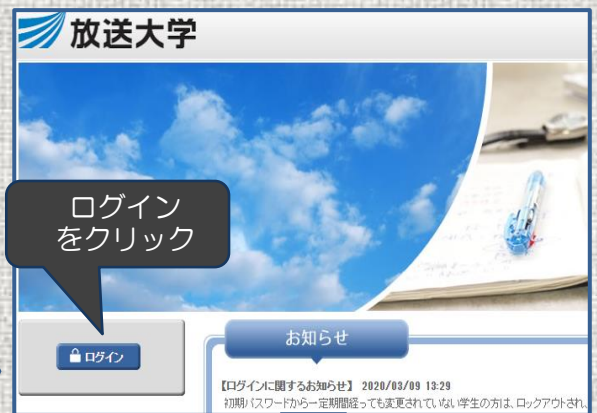 放送大学
ログイン
をクリック
ログイン
お知らせ
【ログインに関するお知らせ】 2020/03/09 13:29
初期パスワードから一定期間経っても変更されていない学生の方は、ロックアウトされ、